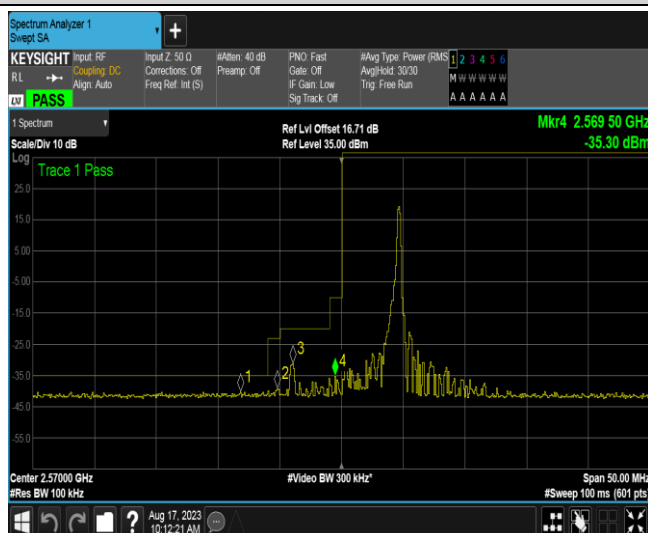 Spectrum Analyzer 1
Swept SA
+
KEYSIGHT Input: RF
RL Coupling: DC
Align: Auto
LXI PASS
Input Z: 50 Ω
Corrections: Off
Freq Ref: Int (S)
#Atten: 40 dB
Preamp: Off
PNO: Fast
Gate: Off
IF Gain: Low
Sig Track: Off
#Avg Type: Power (RMS
Avg|Hold: 30/30
Trig: Free Run
1 2 3 4 5 6
M W W W W W
A A A A A A
1 Spectrum
Scale/Div 10 dB
Ref Lvl Offset 16.71 dB
Ref Level 35.00 dBm
Mkr4 2.569 50 GHz
-35.30 dBm
Log
Trace 1 Pass
25.0
15.0
5.00
-5.00
-15.0
-25.0
-35.0
-45.0
-55.0
1
2
3
4
Center 2.57000 GHz
#Res BW 100 kHz
#Video BW 300 kHz*
Span 50.00 MHz
#Sweep 100 ms (601 pts)
?
Aug 17, 2023
10:12:21 AM